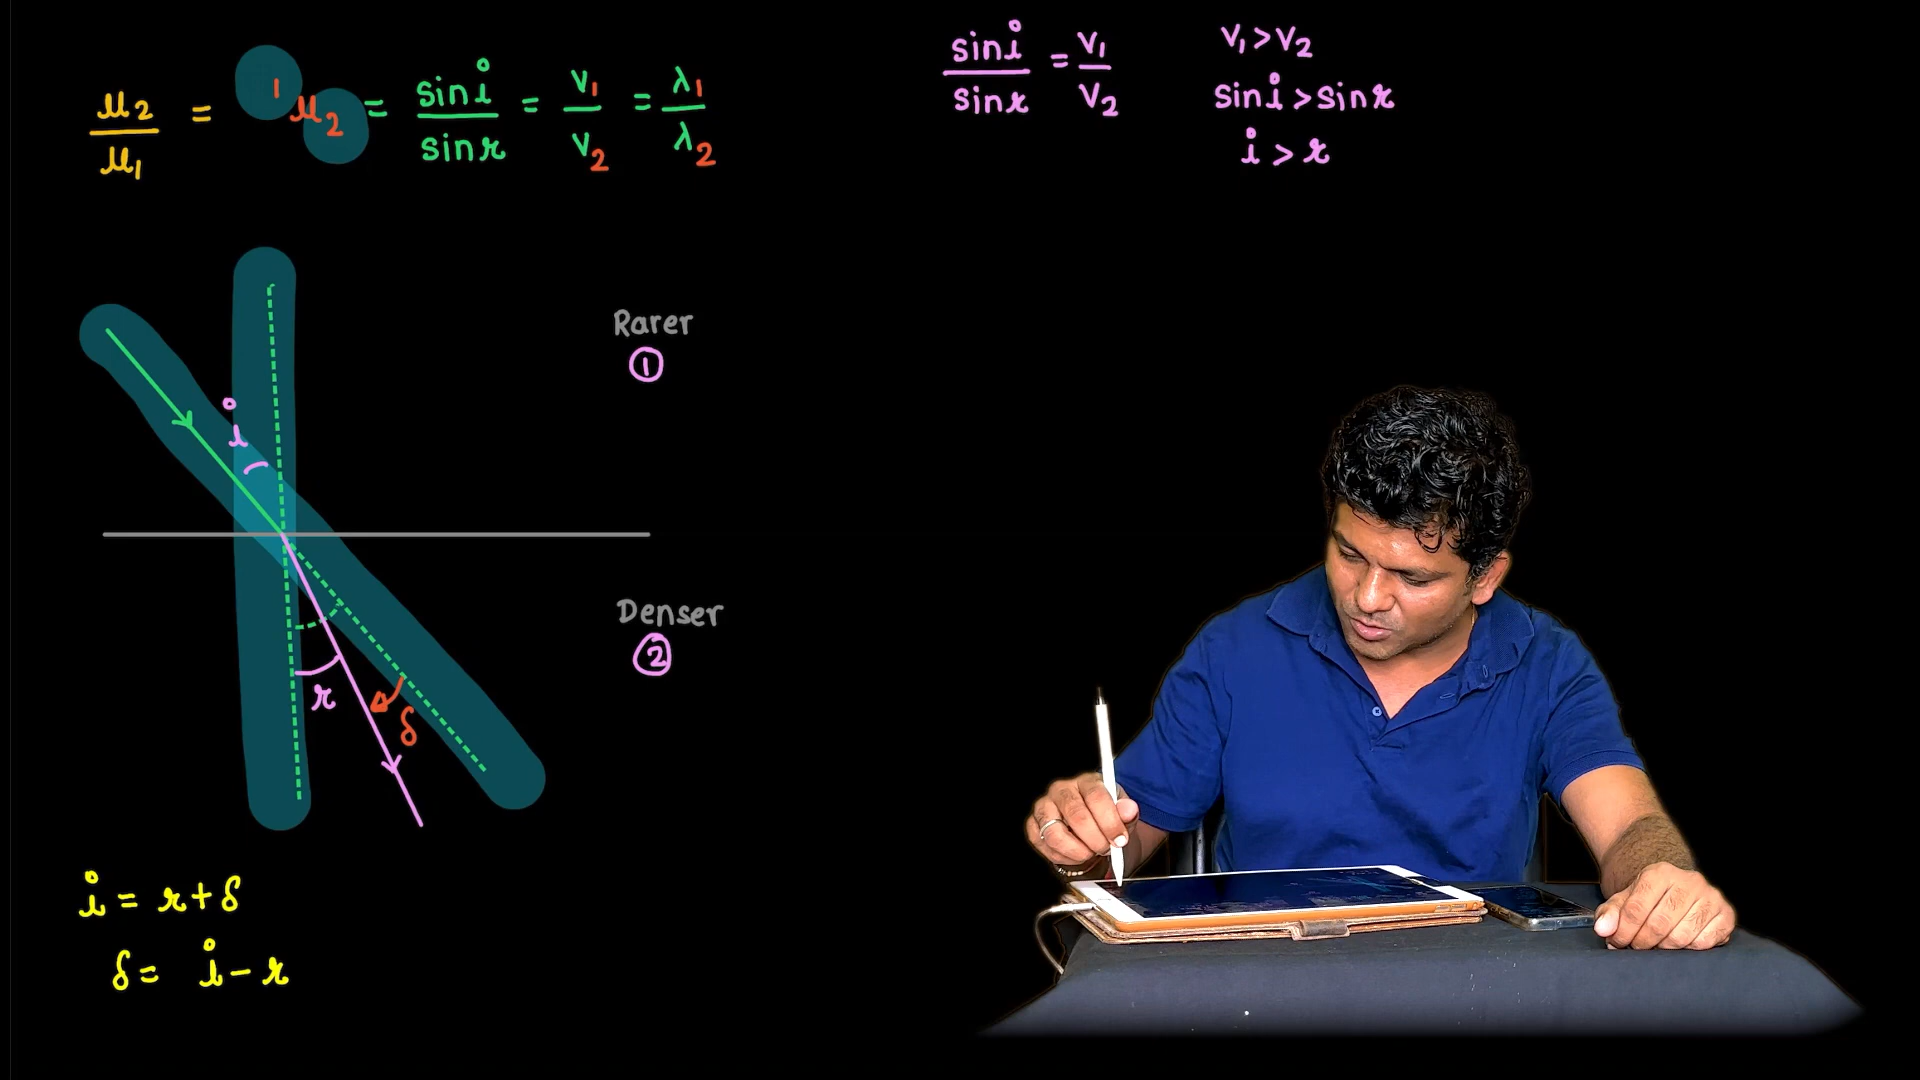 μ2/μ1 = 1μ2 = sin i/sin r = v1/v2 = λ1/λ2
sin i/sin r = v1/v2
v1 > v2
sin i > sin r
i > r
Rarer
①
i
Denser
②
r
δ
i = r + δ
δ = i - r